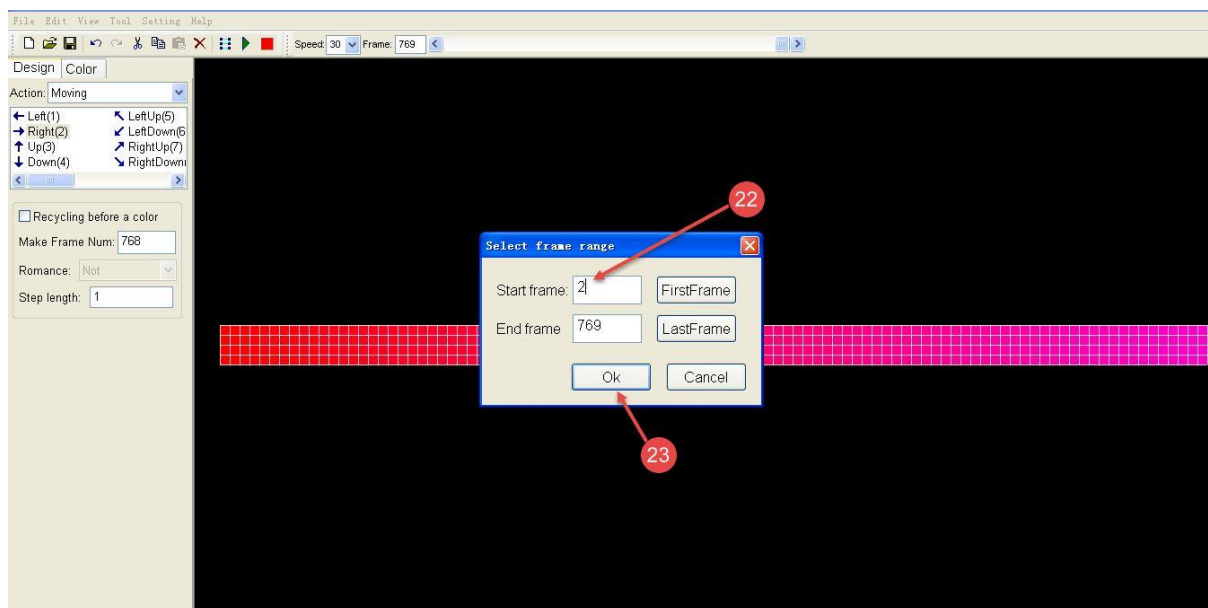 File Edit View Tool Setting Help
Speed: 30 Frame: 769
Design Color
Action: Moving
Left(1) LeftUp(5)
Right(2) LeftDown(6
Up(3) RightUp(7)
Down(4) RightDown
Recycling before a color
Make Frame Num: 768
Romance: Not
Step length: 1
22
Select frame range
Start frame: 2 FirstFrame
End frame 769 LastFrame
Ok Cancel
23